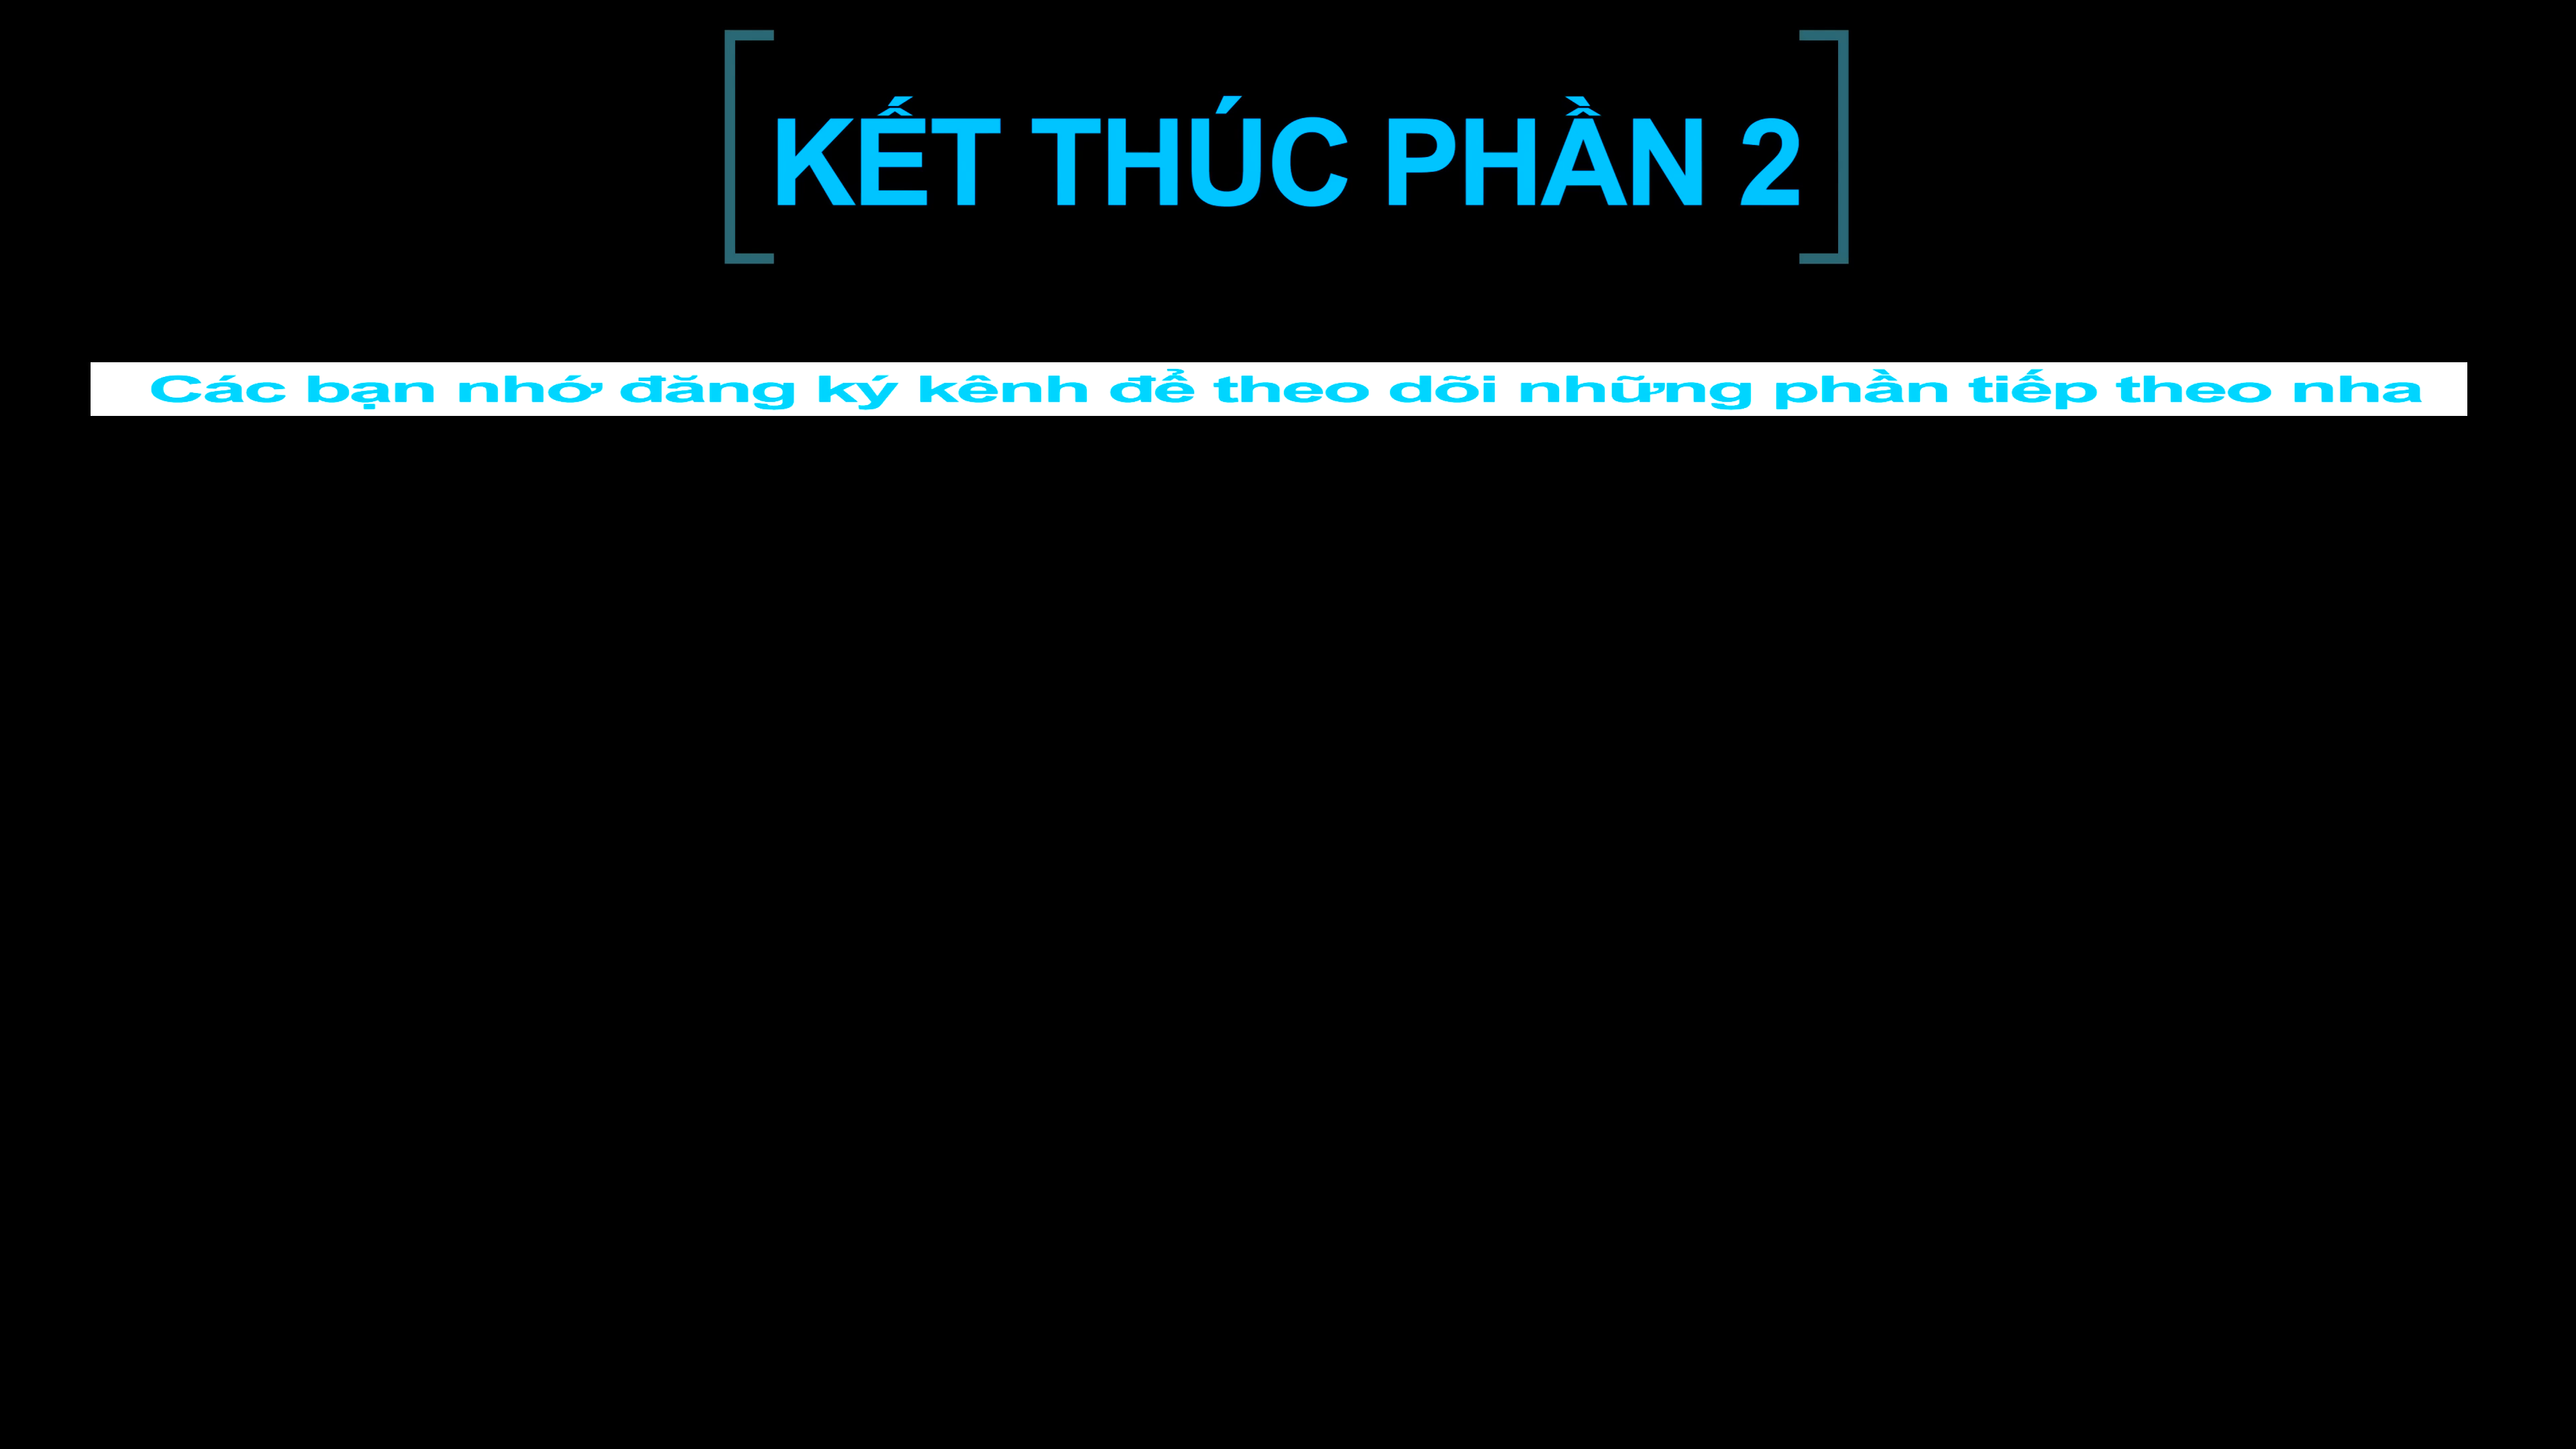 KẾT THÚC PHẦN 2
Các bạn nhớ đăng ký kênh để theo dõi những phần tiếp theo nha